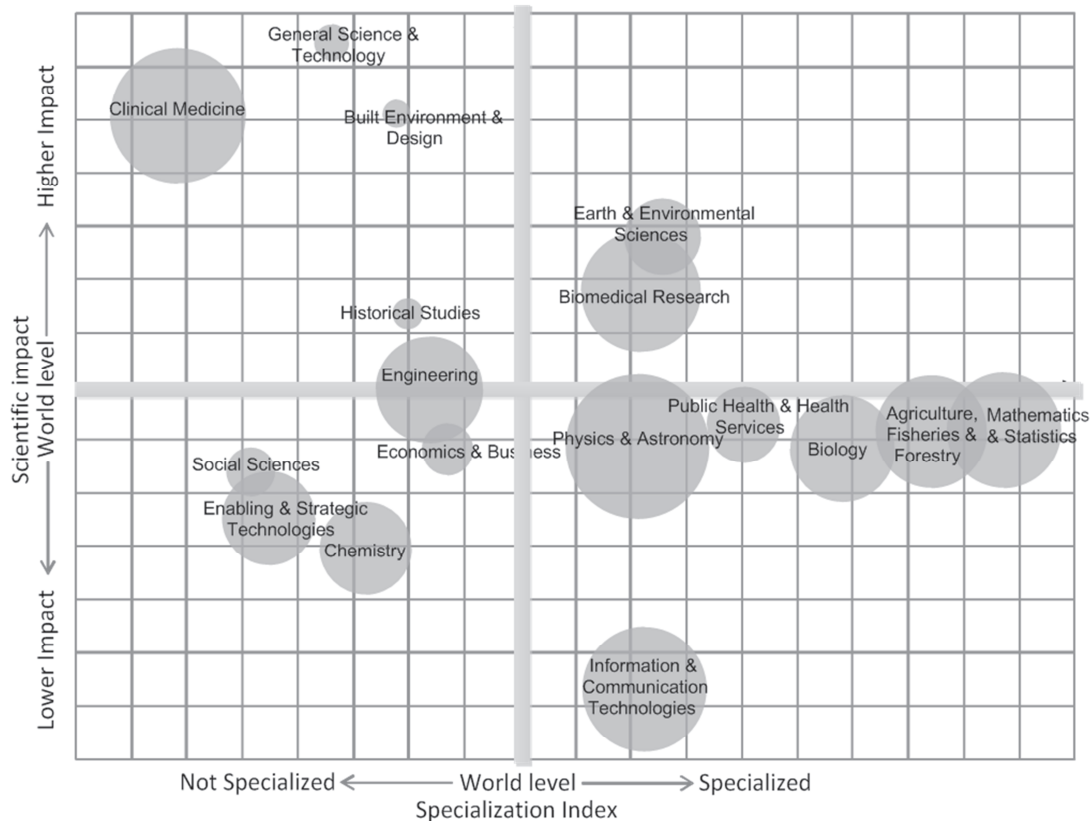 General Science &
Technology
Clinical Medicine
Built Environment &
Design
Earth & Environmental
Sciences
Biomedical Research
Historical Studies
Engineering
Public Health & Health
Services
Physics & Astronomy
Agriculture,
Fisheries &
Forestry
Mathematics
& Statistics
Biology
Economics & Business
Social Sciences
Enabling & Strategic
Technologies
Chemistry
Information &
Communication
Technologies
Higher Impact
Scientific impact
World level
Lower Impact
Not Specialized
World level
Specialized
Specialization Index